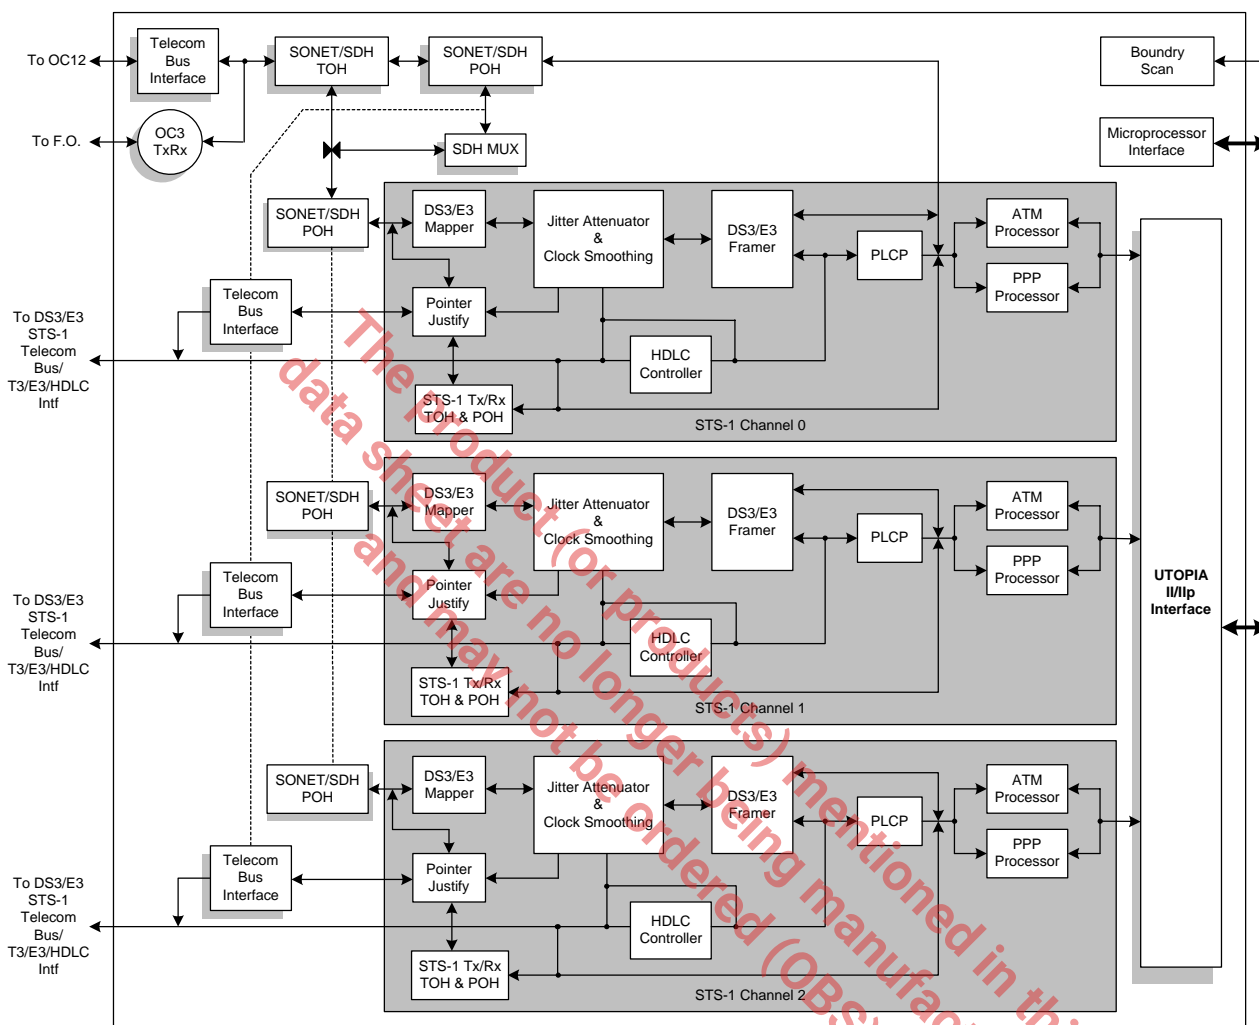 To OC12
Telecom
Bus
Interface
SONET/SDH
TOH
SONET/SDH
POH
Boundry
Scan
To F.O.
OC3
TxRx
SDH MUX
Microprocessor
Interface
SONET/SDH
POH
DS3/E3
Mapper
Jitter Attenuator
&
Clock Smoothing
DS3/E3
Framer
PLCP
ATM
Processor
PPP
Processor
To DS3/E3
STS-1
Telecom
Bus/
T3/E3/HDLC
Intf
Telecom
Bus
Interface
Pointer
Justify
HDLC
Controller
STS-1 Tx/Rx
TOH & POH
STS-1 Channel 0
SONET/SDH
POH
DS3/E3
Mapper
Jitter Attenuator
&
Clock Smoothing
DS3/E3
Framer
PLCP
ATM
Processor
PPP
Processor
To DS3/E3
STS-1
Telecom
Bus/
T3/E3/HDLC
Intf
Telecom
Bus
Interface
Pointer
Justify
HDLC
Controller
STS-1 Tx/Rx
TOH & POH
STS-1 Channel 1
UTOPIA
II/IIp
Interface
SONET/SDH
POH
DS3/E3
Mapper
Jitter Attenuator
&
Clock Smoothing
DS3/E3
Framer
PLCP
ATM
Processor
PPP
Processor
To DS3/E3
STS-1
Telecom
Bus/
T3/E3/HDLC
Intf
Telecom
Bus
Interface
Pointer
Justify
HDLC
Controller
STS-1 Tx/Rx
TOH & POH
STS-1 Channel 2
The product (or products) mentioned in this
data sheet are no longer being
and may not be ordered